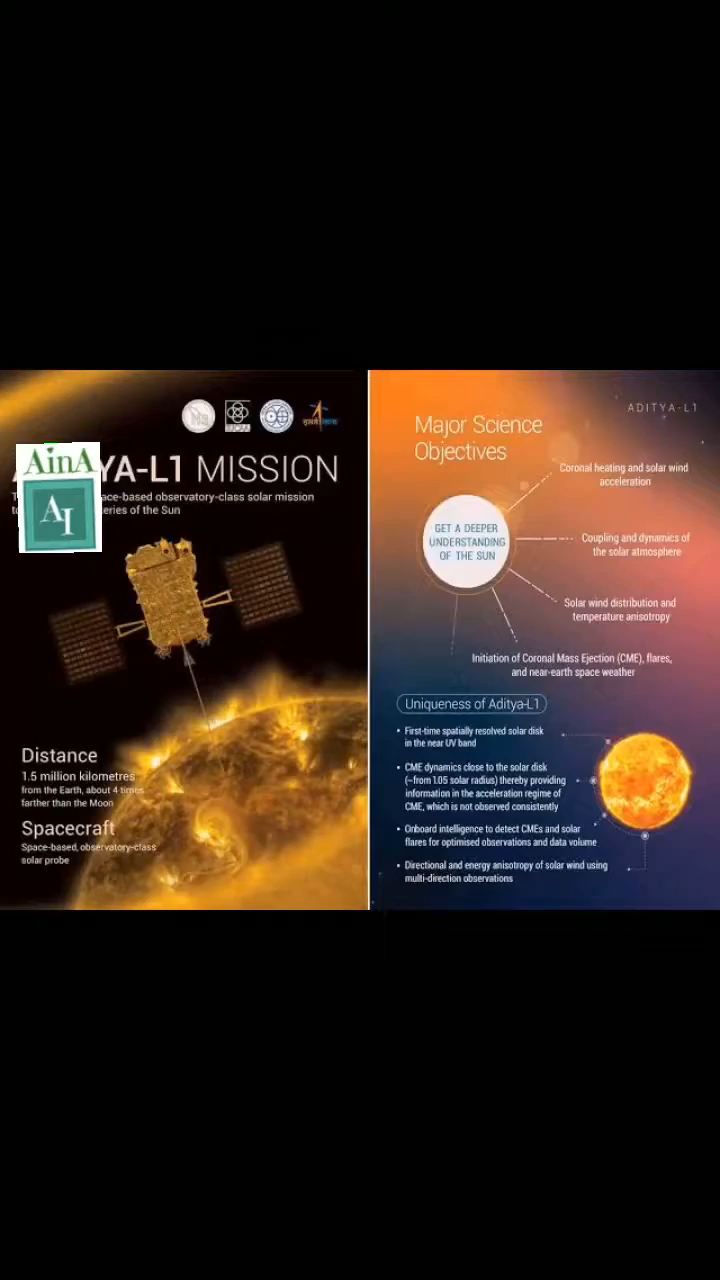 AinA
AI
YA-L1 MISSION
ace-based observatory-class solar mission
eries of the Sun
Distance
1.5 million kilometres
from the Earth, about 4 times
farther than the Moon
Spacecraft
Space-based, observatory-class
solar probe
ADITYA-L1
Major Science
Objectives
GET A DEEPER
UNDERSTANDING
OF THE SUN
Coronal heating and solar wind
acceleration
Coupling and dynamics of
the solar atmosphere
Solar wind distribution and
temperature anisotropy
Initiation of Coronal Mass Ejection (CME), flares,
and near-earth space weather
Uniqueness of Aditya-L1
• First-time spatially resolved solar disk
in the near UV band
• CME dynamics close to the solar disk
(~from 1.05 solar radius) thereby providing
information in the acceleration regime of
CME, which is not observed consistently
• Onboard intelligence to detect CMEs and solar
flares for optimised observations and data volume
• Directional and energy anisotropy of solar wind using
multi-direction observations